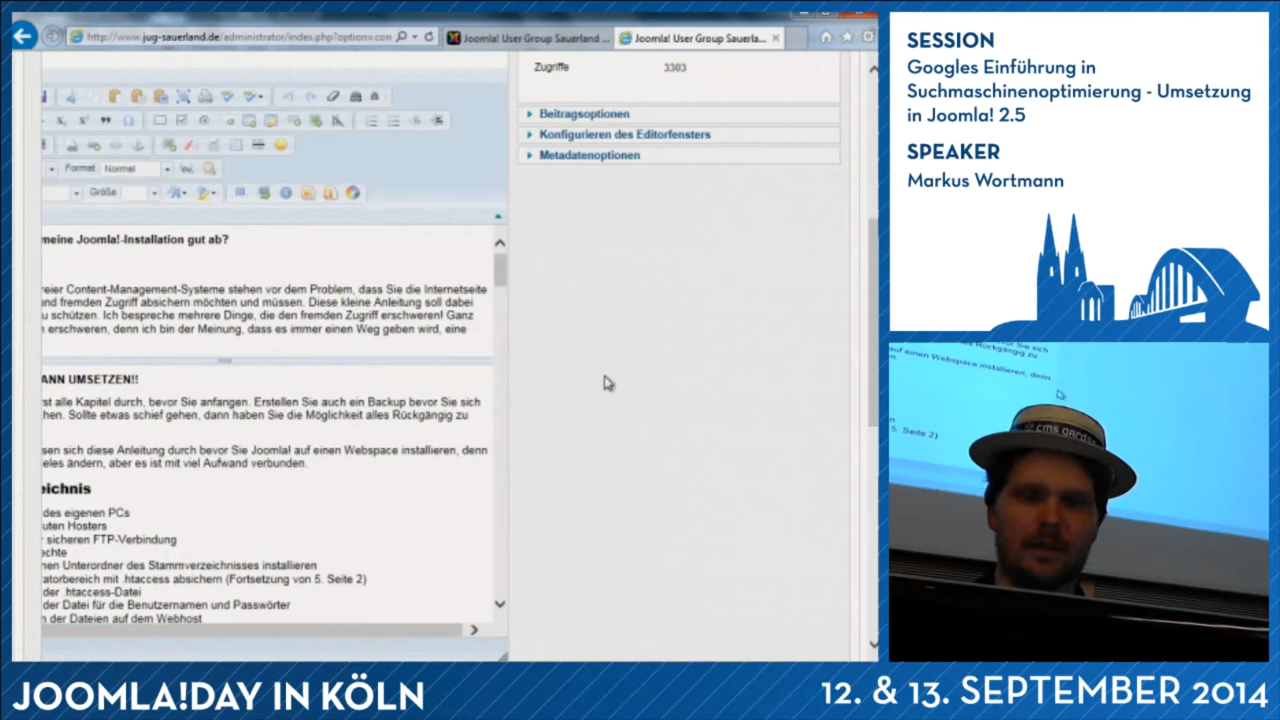 http://www.jug-sauerland.de/administrator/index.php?option=con
Joomla! User Group Sauerland ...
Joomla! User Group Sauerla...
Zugriffe 3303
Beitragsoptionen
Konfigurieren des Editorfensters
Metadatenoptionen
Format Normal
Größe
meine Joomla!-Installation gut ab?
reier Content-Management-Systeme stehen vor dem Problem, dass Sie die Internetseite
und fremden Zugriff absichern möchten und müssen. Diese kleine Anleitung soll dabei
u schützen. Ich bespreche mehrere Dinge, die den fremden Zugriff erschweren! Ganz
erschweren, denn ich bin der Meinung, dass es immer einen Weg geben wird, eine
ANN UMSETZEN!!
st alle Kapitel durch, bevor Sie anfangen. Erstellen Sie auch ein Backup bevor Sie sich
hen. Sollte etwas schief gehen, dann haben Sie die Möglichkeit alles Rückgängig zu
sen sich diese Anleitung durch bevor Sie Joomla! auf einen Webspace installieren, denn
eles ändern, aber es ist mit viel Aufwand verbunden.
eichnis
des eigenen PCs
uten Hosters
r sicheren FTP-Verbindung
echte
nen Unterordner des Stammverzeichnisses installieren
ratorbereich mit .htaccess absichern (Fortsetzung von 5. Seite 2)
der .htaccess-Datei
der Datei für die Benutzernamen und Passwörter
n der Dateien auf dem Webhost
SESSION
Googles Einführung in
Suchmaschinenoptimierung - Umsetzung
in Joomla! 2.5
SPEAKER
Markus Wortmann
auf einen Webspace installieren, denn
5. Seite 2)
JOOMLA!DAY IN KÖLN
12. & 13. SEPTEMBER 2014